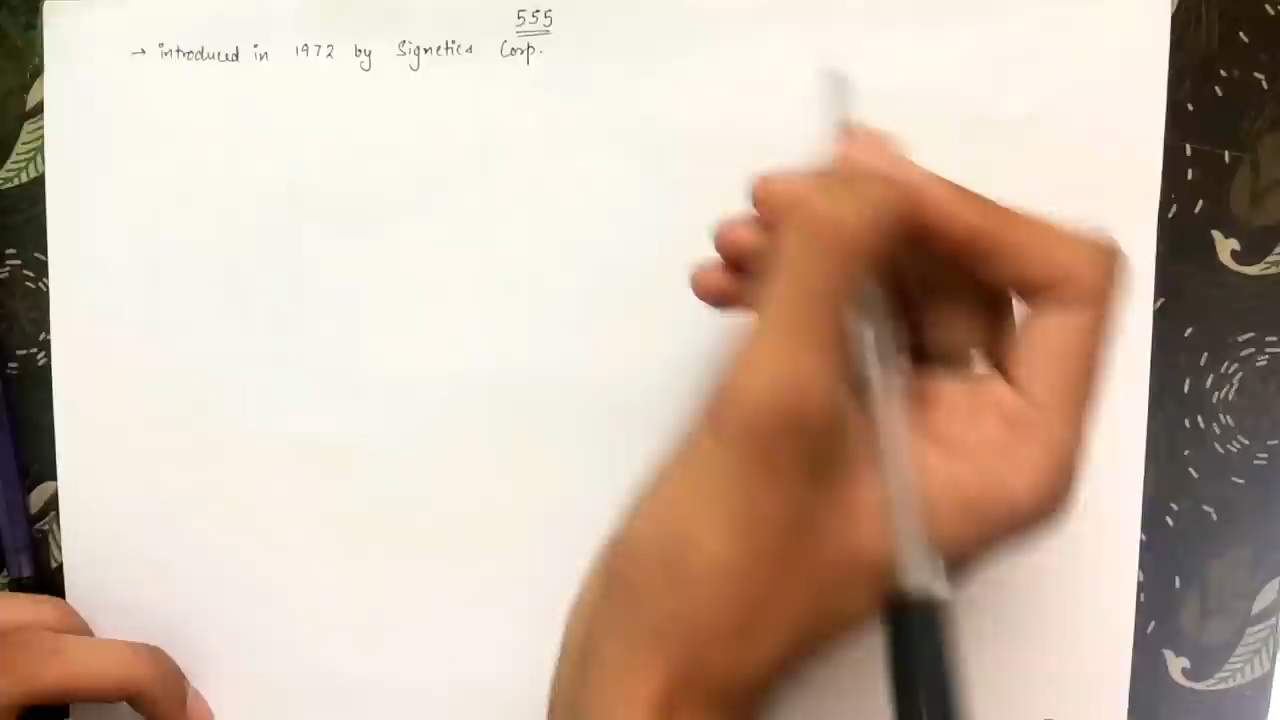 555
→ introduced in 1972 by Signetics Corp.